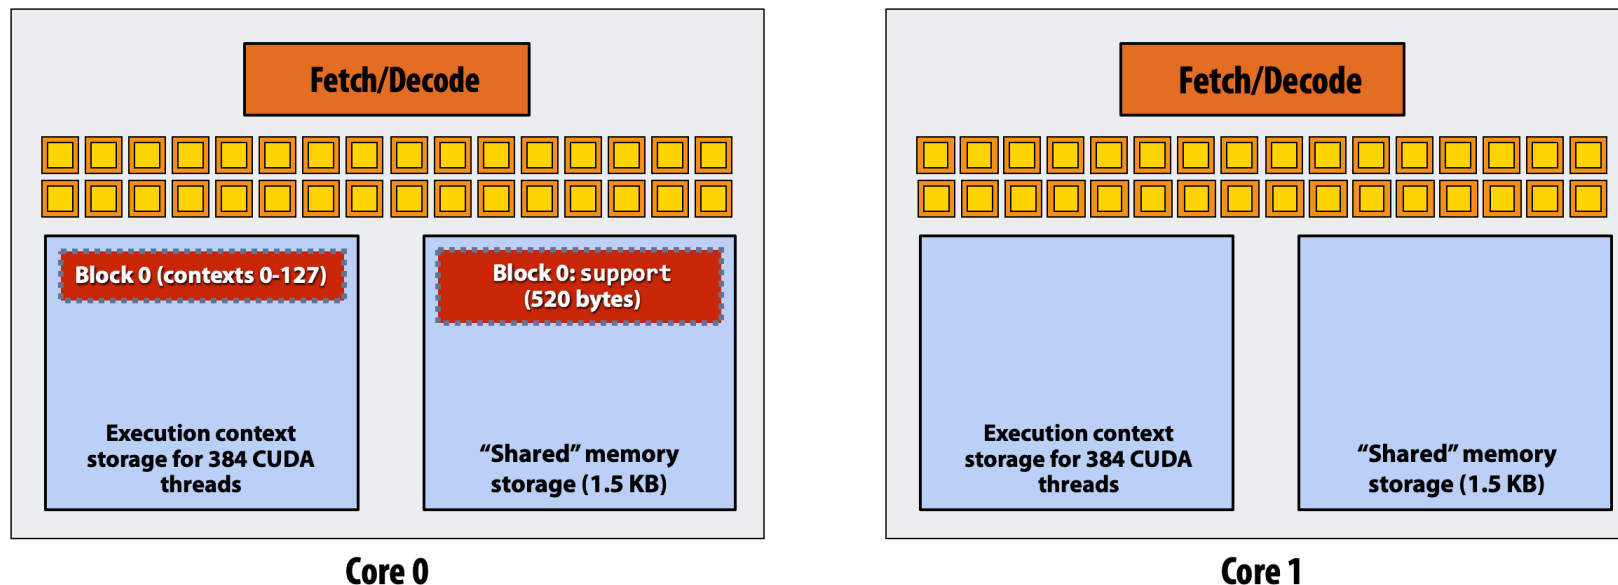 Fetch/Decode
Block 0 (contexts 0-127)
Block 0: support
(520 bytes)
Execution context
storage for 384 CUDA
threads
“Shared” memory
storage (1.5 KB)
Core 0
Fetch/Decode
Execution context
storage for 384 CUDA
threads
“Shared” memory
storage (1.5 KB)
Core 1